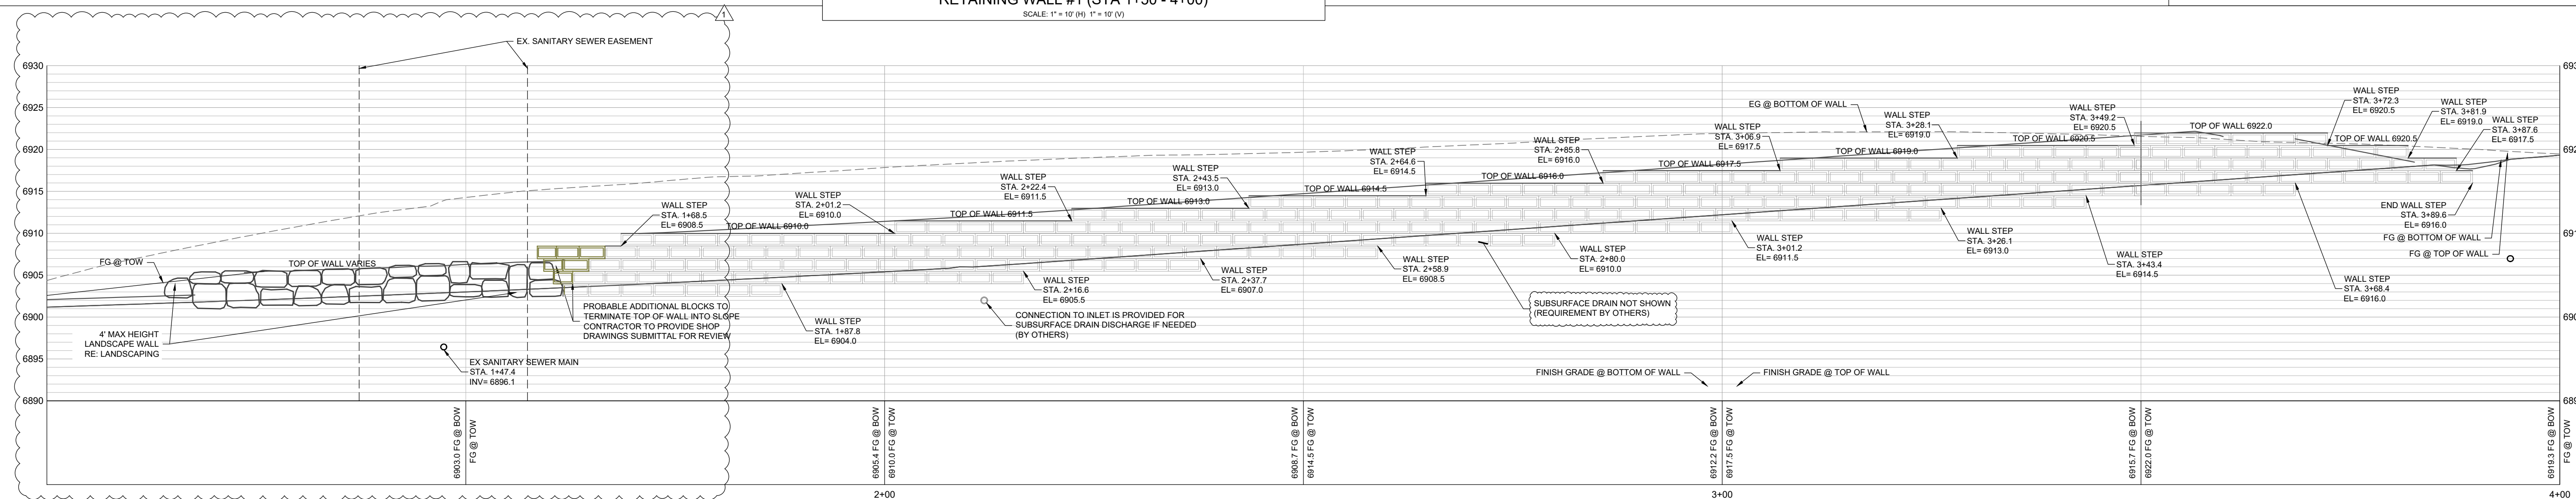 RETAINING WALL #1 (STA 1+50 - 4+00)
SCALE: 1" = 10' (H) 1" = 10' (V)
1
EX. SANITARY SEWER EASEMENT
6930
6925
6920
6915
6910
6905
6900
6895
6890
FG @ TOW
TOP OF WALL VARIES
4' MAX HEIGHT
LANDSCAPE WALL
RE: LANDSCAPING
EX SANITARY SEWER MAIN
STA. 1+47.4
INV= 6896.1
PROBABLE ADDITIONAL BLOCKS TO
TERMINATE TOP OF WALL INTO SLOPE
CONTRACTOR TO PROVIDE SHOP
DRAWINGS SUBMITTAL FOR REVIEW
WALL STEP
STA. 1+68.5
EL= 6908.5
TOP OF WALL 6910.0
WALL STEP
STA. 1+87.8
EL= 6904.0
WALL STEP
STA. 2+01.2
EL= 6910.0
TOP OF WALL 6911.5
WALL STEP
STA. 2+22.4
EL= 6911.5
TOP OF WALL 6913.0
WALL STEP
STA. 2+16.6
EL= 6905.5
CONNECTION TO INLET IS PROVIDED FOR
SUBSURFACE DRAIN DISCHARGE IF NEEDED
(BY OTHERS)
WALL STEP
STA. 2+43.5
EL= 6913.0
TOP OF WALL 6914.5
WALL STEP
STA. 2+37.7
EL= 6907.0
WALL STEP
STA. 2+64.6
EL= 6914.5
TOP OF WALL 6916.0
WALL STEP
STA. 2+58.9
EL= 6908.5
WALL STEP
STA. 2+85.8
EL= 6916.0
TOP OF WALL 6917.5
SUBSURFACE DRAIN NOT SHOWN
(REQUIREMENT BY OTHERS)
WALL STEP
STA. 2+80.0
EL= 6910.0
EG @ BOTTOM OF WALL
WALL STEP
STA. 3+06.9
EL= 6917.5
TOP OF WALL 6919.0
WALL STEP
STA. 3+01.2
EL= 6911.5
WALL STEP
STA. 3+28.1
EL= 6919.0
TOP OF WALL 6920.5
WALL STEP
STA. 3+26.1
EL= 6913.0
WALL STEP
STA. 3+49.2
EL= 6920.5
TOP OF WALL 6922.0
WALL STEP
STA. 3+43.4
EL= 6914.5
WALL STEP
STA. 3+72.3
EL= 6920.5
TOP OF WALL 6920.5
WALL STEP
STA. 3+68.4
EL= 6916.0
WALL STEP
STA. 3+81.9
EL= 6919.0
WALL STEP
STA. 3+87.6
EL= 6917.5
END WALL STEP
STA. 3+89.6
EL= 6916.0
FG @ BOTTOM OF WALL
FG @ TOP OF WALL
FINISH GRADE @ BOTTOM OF WALL
FINISH GRADE @ TOP OF WALL
6903.0 FG @ BOW
FG @ TOW
6905.4 FG @ BOW
6910.0 FG @ TOW
6908.7 FG @ BOW
6914.5 FG @ TOW
6912.2 FG @ BOW
6917.5 FG @ TOW
6915.7 FG @ BOW
6922.0 FG @ TOW
6919.3 FG @ BOW
FG @ TOW
2+00
3+00
4+00